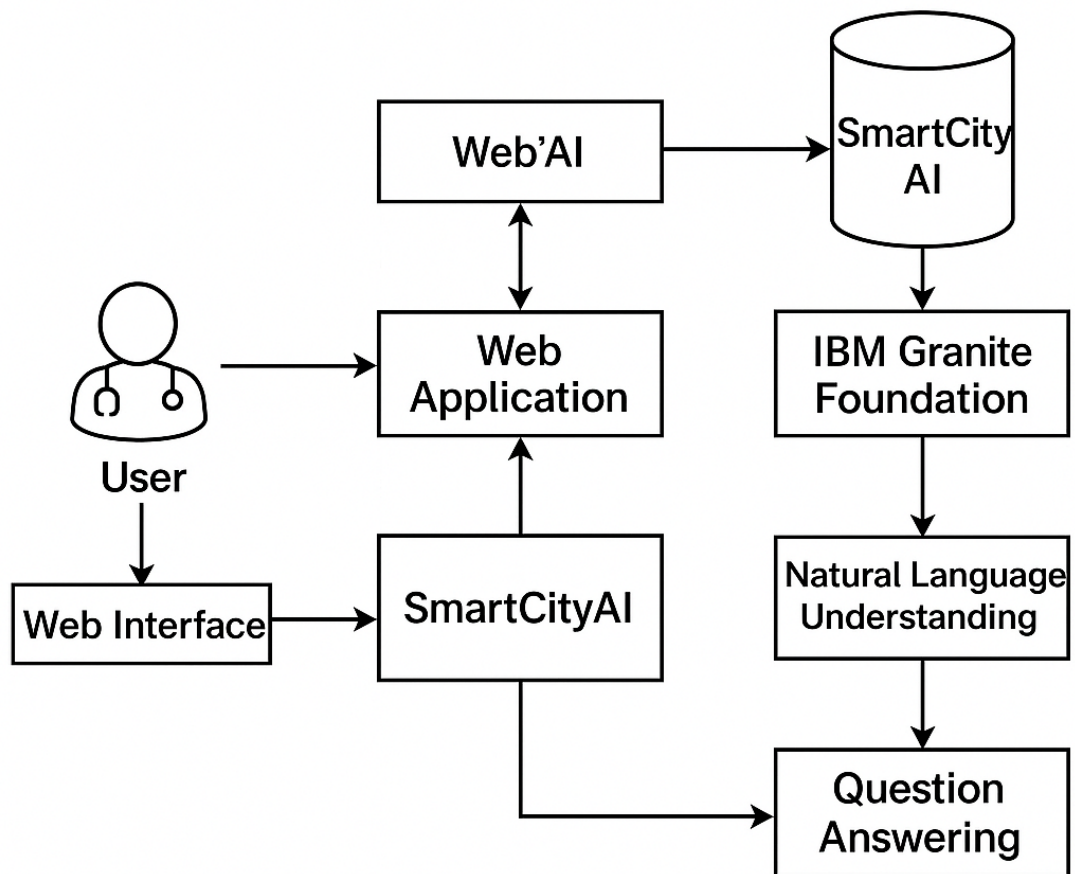 Web’AI
SmartCity
AI
Web
Application
IBM Granite
Foundation
User
Web Interface
SmartCityAI
Natural Language
Understanding
Question
Answering